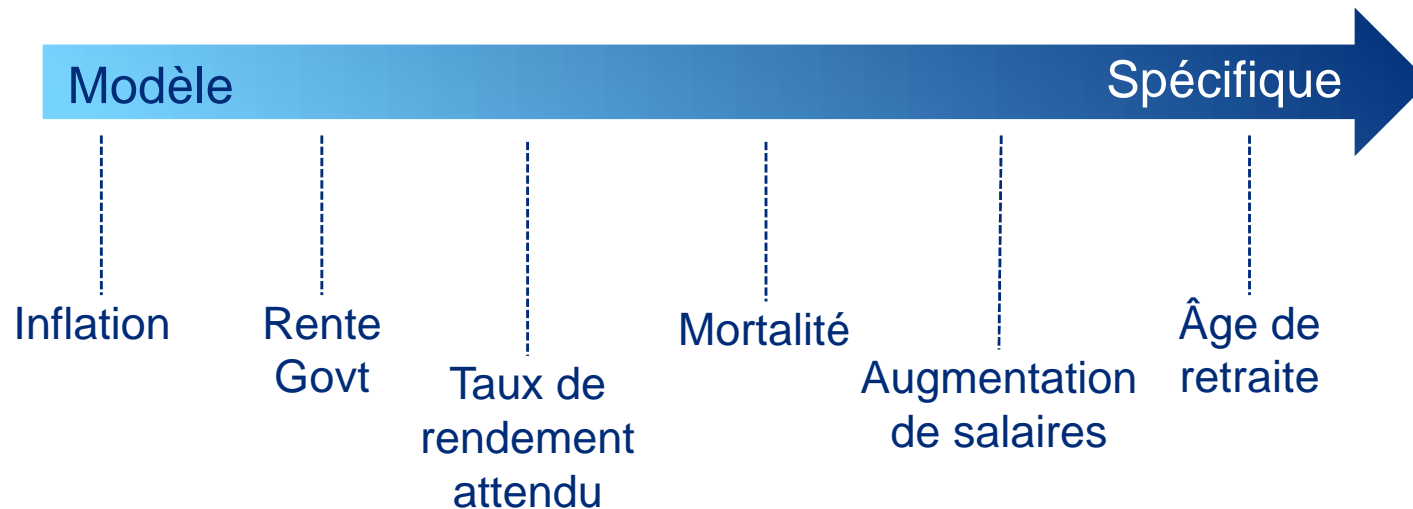 Modèle
Spécifique
Inflation
Rente
Govt
Taux de
rendement
attendu
Mortalité
Augmentation
de salaires
Âge de
retraite